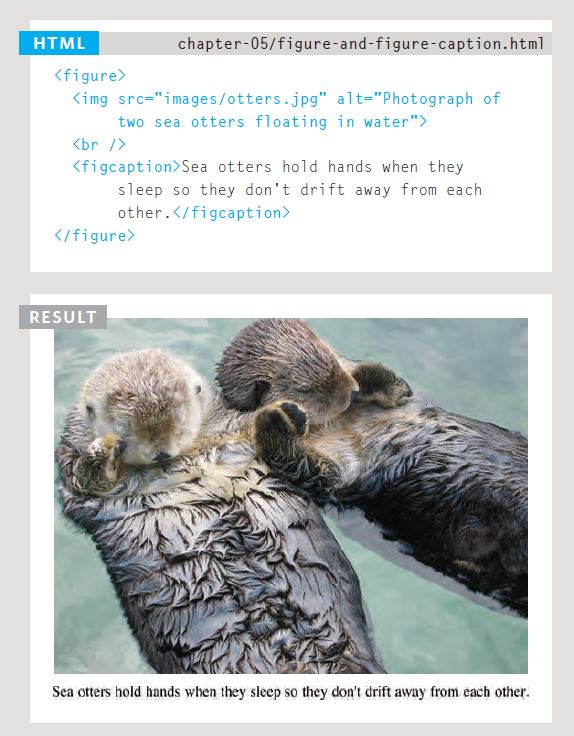 HTML
chapter-05/figure-and-figure-caption.html
<figure>
<img src="images/otters.jpg" alt="Photograph of
two sea otters floating in water">
<br />
<figcaption>Sea otters hold hands when they
sleep so they don't drift away from each
other.</figcaption>
</figure>
RESULT
Sea otters hold hands when they sleep so they don't drift away from each other.